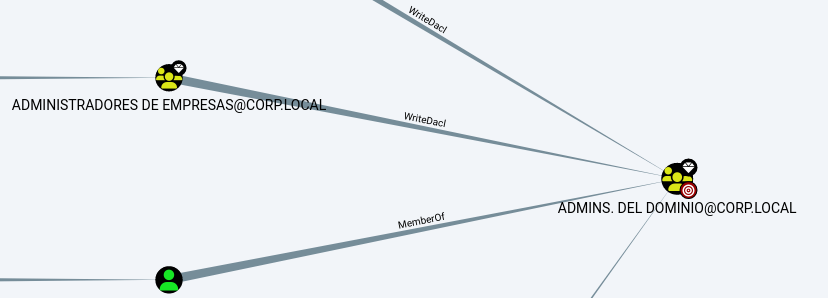 WriteDacl
ADMINISTRADORES DE EMPRESAS@CORP.LOCAL
WriteDacl
ADMINS. DEL DOMINIO@CORP.LOCAL
MemberOf